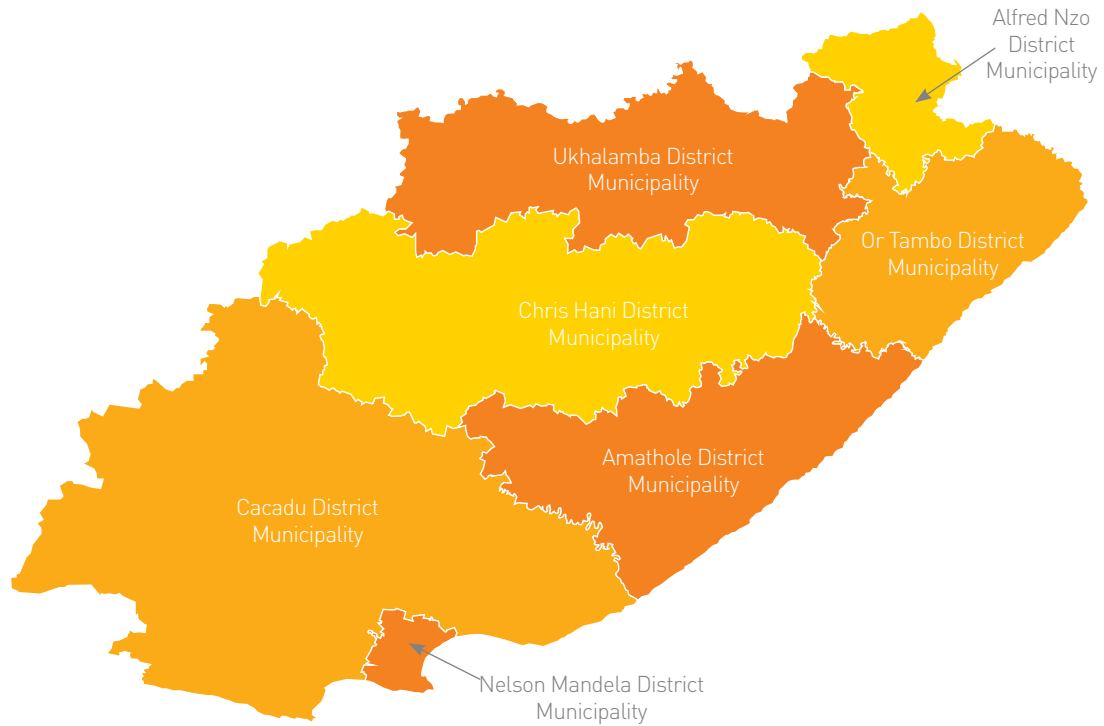 Alfred Nzo
District
Municipality
Ukhalamba District
Municipality
Or Tambo District
Municipality
Chris Hani District
Municipality
Amathole District
Municipality
Cacadu District
Municipality
Nelson Mandela District
Municipality